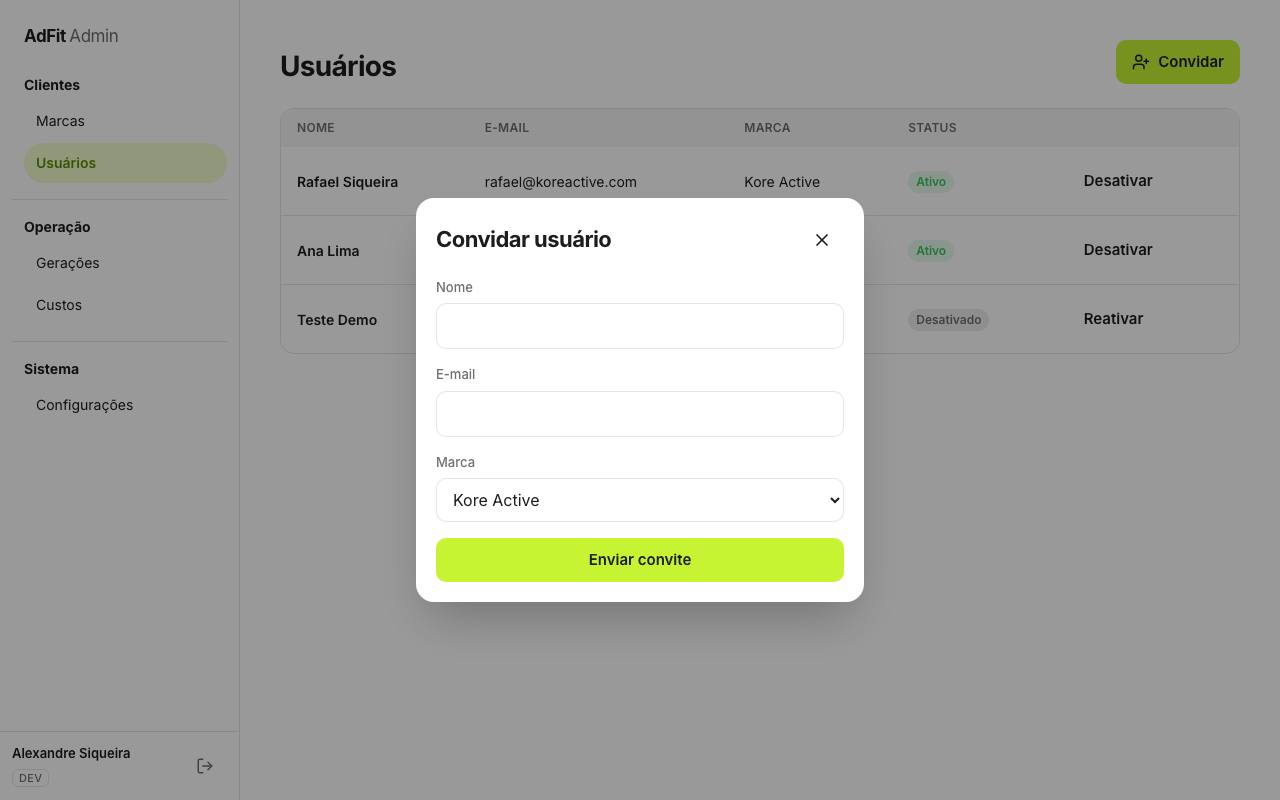 AdFit Admin
Clientes
Marcas
Usuários
Operação
Gerações
Custos
Sistema
Configurações
Alexandre Siqueira
DEV
Usuários
Convidar
NOME E-MAIL MARCA STATUS
Rafael Siqueira rafael@koreactive.com Kore Active Ativo Desativar
Ana Lima Ativo Desativar
Teste Demo Desativado Reativar
Convidar usuário
Nome
E-mail
Marca
Kore Active
Enviar convite